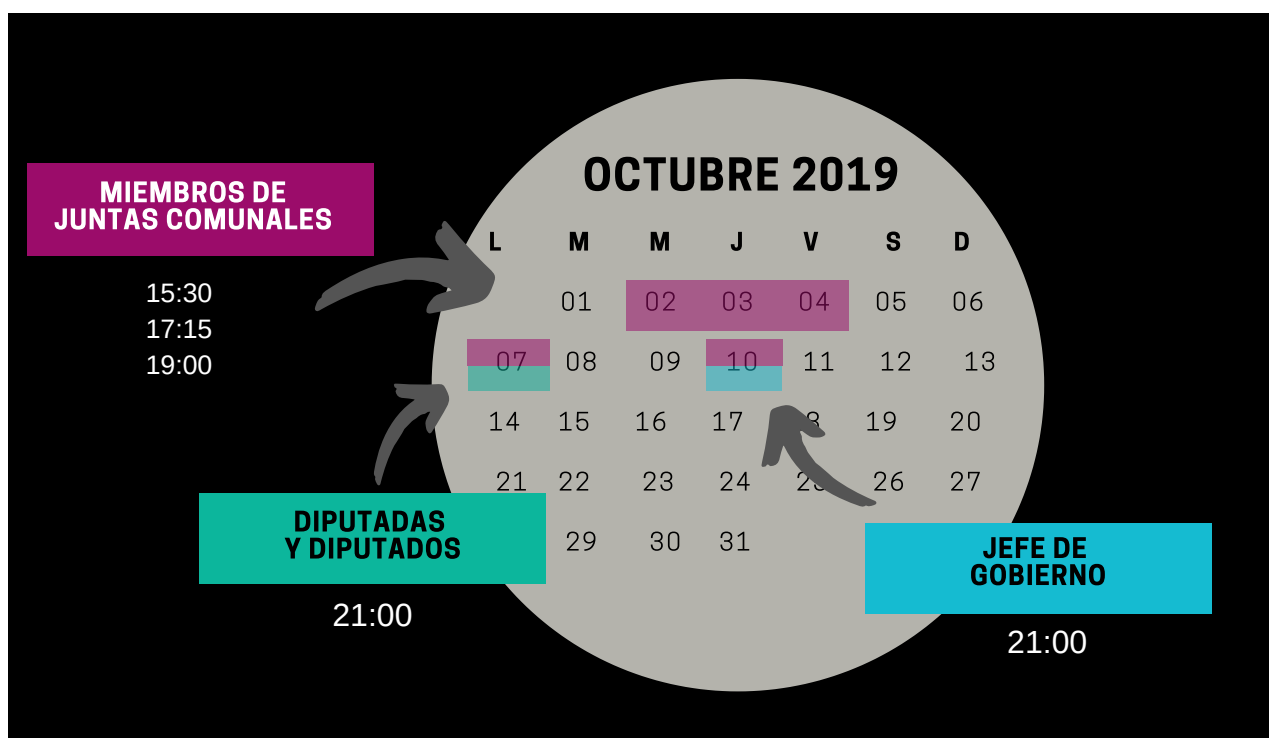 OCTUBRE 2019
MIEMBROS DE
JUNTAS COMUNALES
15:30
17:15
19:00
L M M J V S D
01 02 03 04 05 06
07 08 09 10 11 12 13
14 15 16 17 19 20
21 22 23 24 26 27
29 30 31
DIPUTADAS
Y DIPUTADOS
21:00
JEFE DE
GOBIERNO
21:00